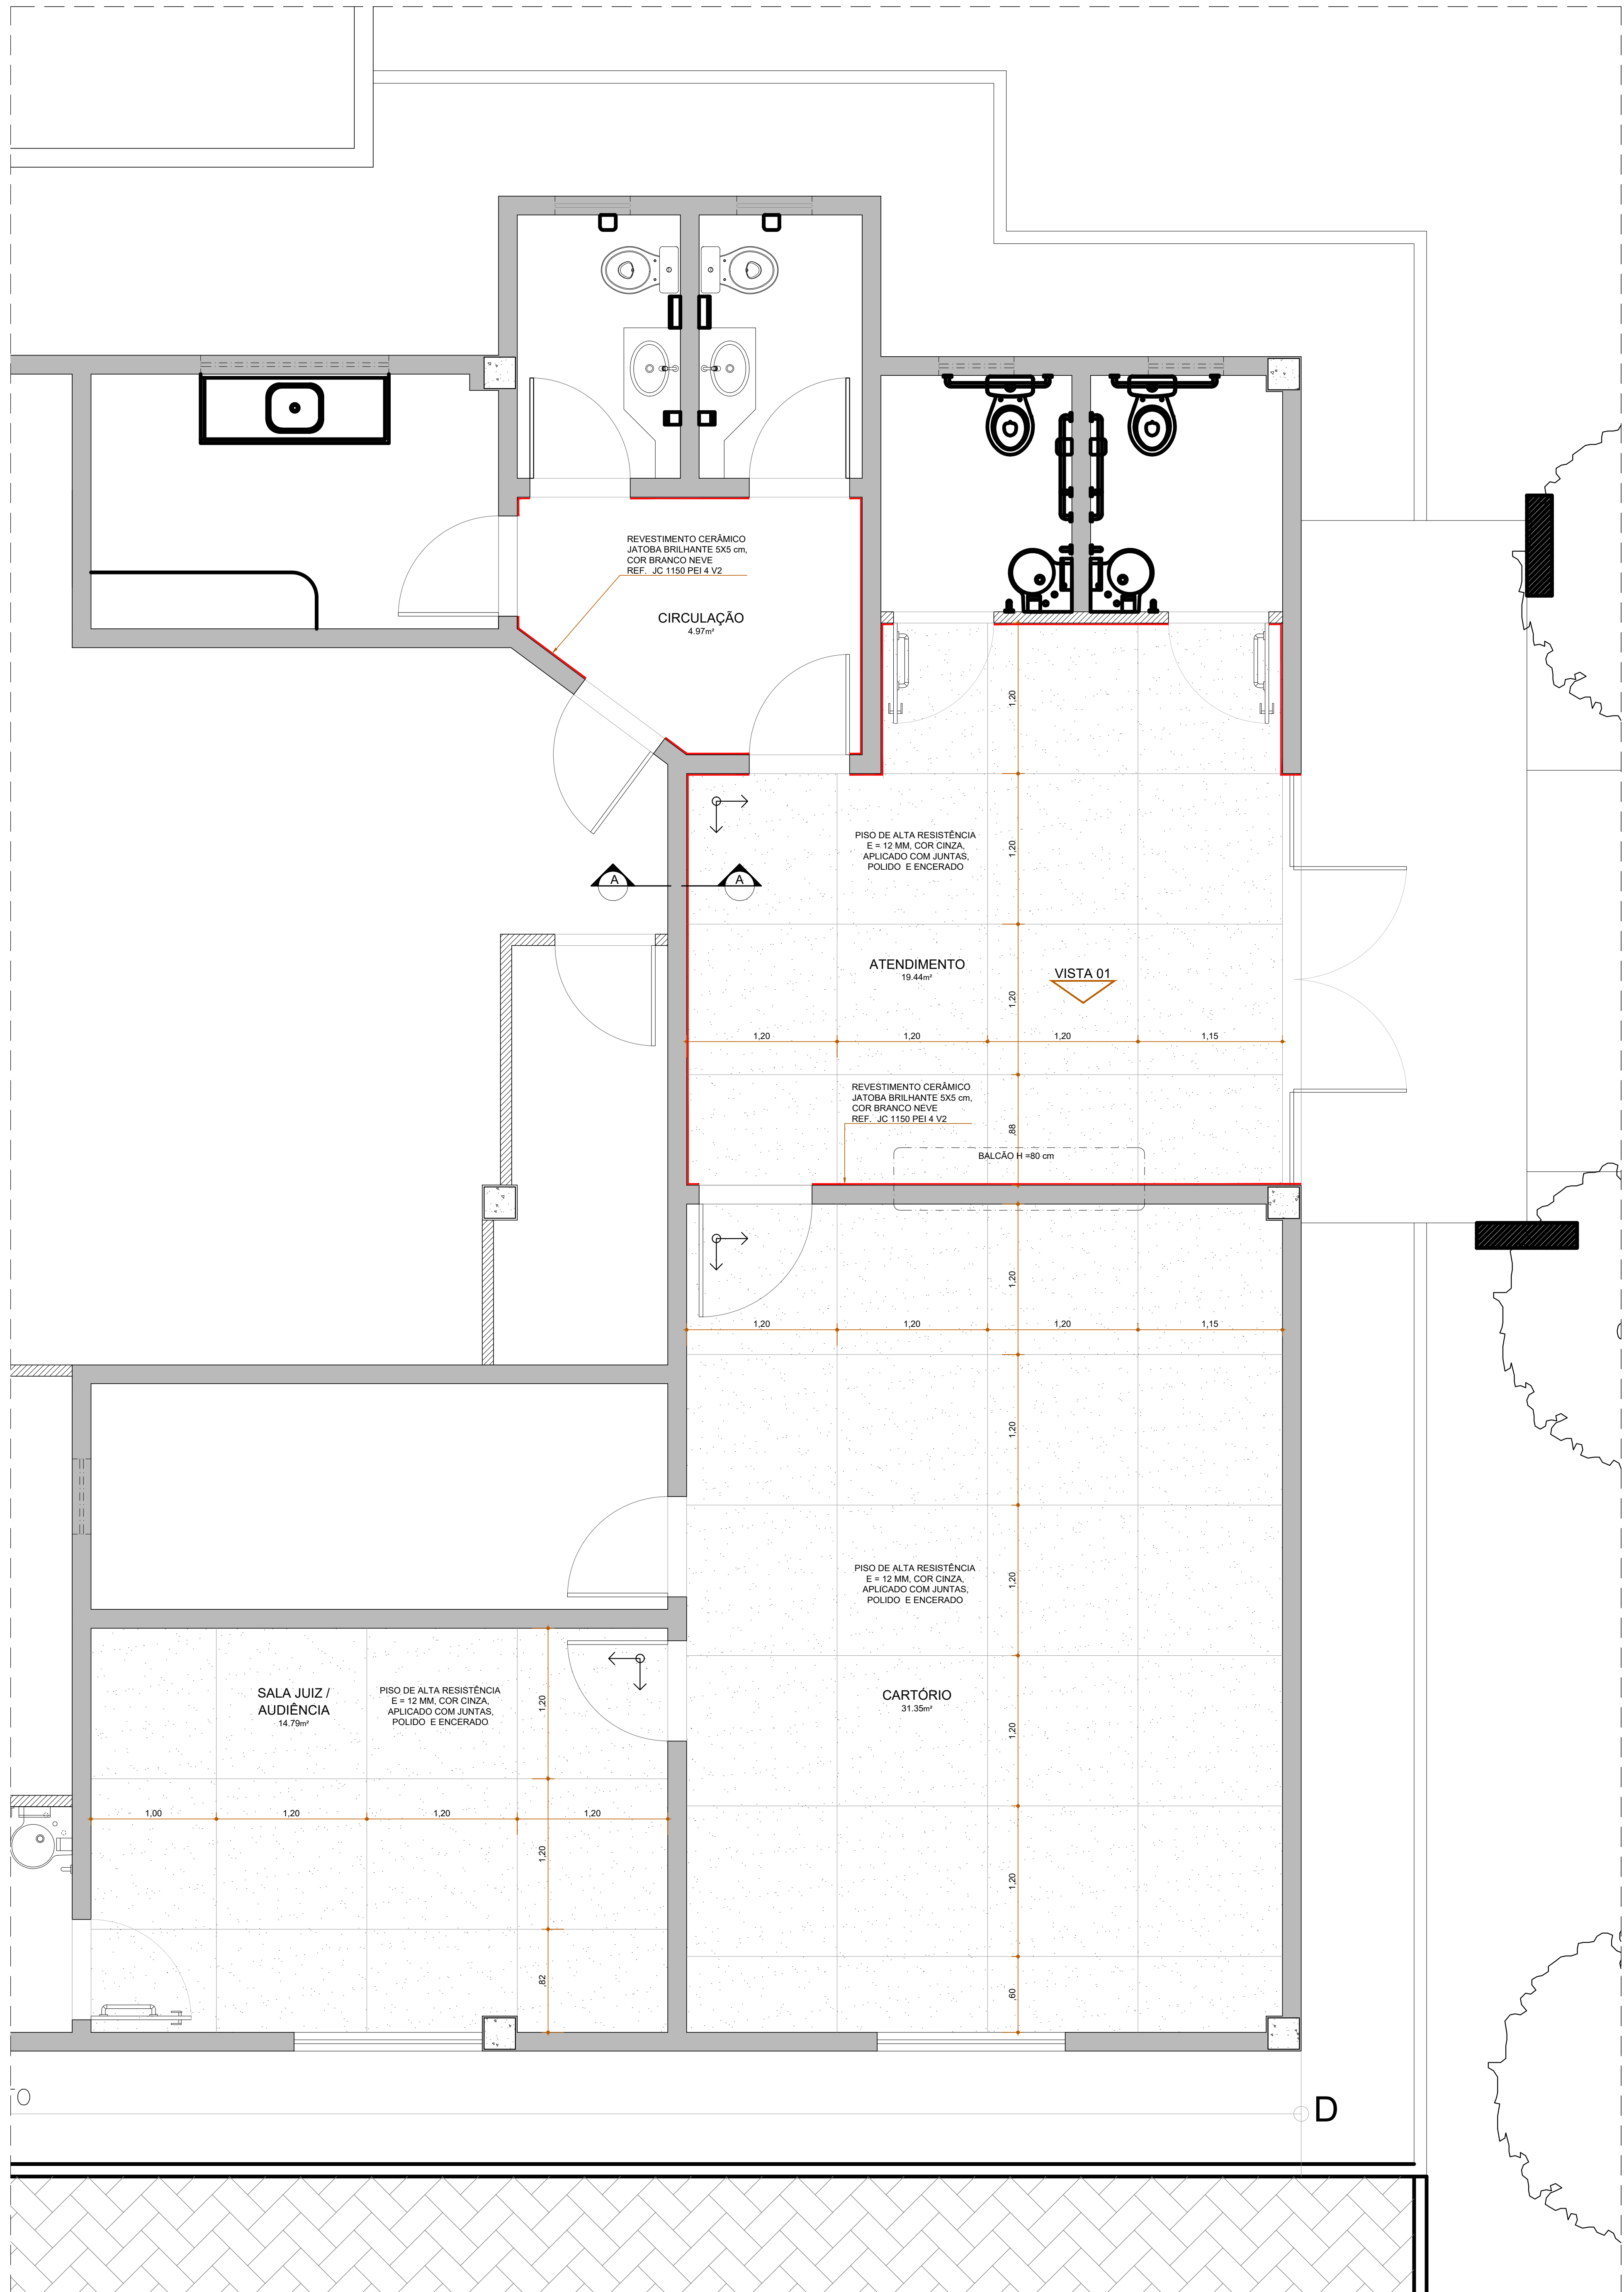 REVESTIMENTO CERÂMICO
JATOBA BRILHANTE 5X5 cm,
COR BRANCO NEVE
REF. JC 1150 PEI 4 V2
CIRCULAÇÃO
4.97m²
1,20
PISO DE ALTA RESISTÊNCIA
E = 12 MM, COR CINZA,
APLICADO COM JUNTAS,
POLIDO E ENCERADO
1,20
A
A
ATENDIMENTO
19.44m²
VISTA 01
1,20
1,20
1,20
1,20
1,15
REVESTIMENTO CERÂMICO
JATOBA BRILHANTE 5X5 cm,
COR BRANCO NEVE
REF. JC 1150 PEI 4 V2
,88
BALCÃO H =80 cm
1,20
1,20
1,20
1,20
1,15
1,20
PISO DE ALTA RESISTÊNCIA
E = 12 MM, COR CINZA,
APLICADO COM JUNTAS,
POLIDO E ENCERADO
1,20
SALA JUIZ /
AUDIÊNCIA
14.79m²
PISO DE ALTA RESISTÊNCIA
E = 12 MM, COR CINZA,
APLICADO COM JUNTAS,
POLIDO E ENCERADO
1,20
CARTÓRIO
31.35m²
1,20
1,00
1,20
1,20
1,20
1,20
1,20
,82
,60
D